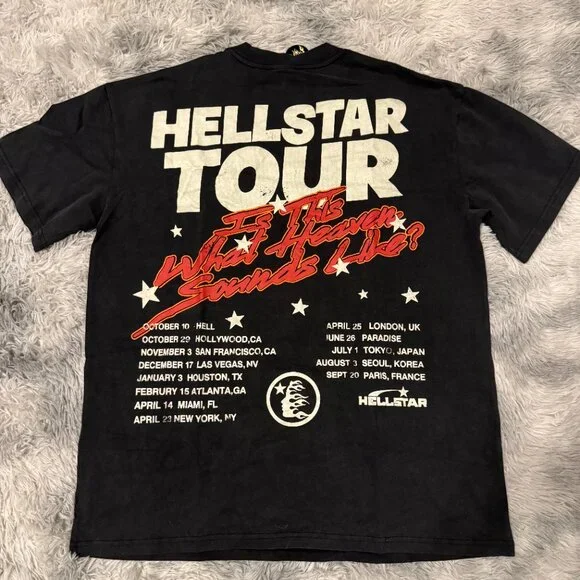 HELLSTAR
TOUR
Is This
What Heaven
Sounds Like?
OCTOBER 10 HELL
OCTOBER 29 HOLLYWOOD,CA
NOVEMBER 3 SAN FRANCISCO,CA
DECEMBER 17 LAS VEGAS, NV
JANUARY 3 HOUSTON, TX
FEBRURY 15 ATLANTA,GA
APRIL 14 MIAMI, FL
APRIL 23 NEW YORK, NY
APRIL 25 LONDON, UK
JUNE 26 PARADISE
JULY 1 TOKYO, JAPAN
AUGUST 3 SEOUL, KOREA
SEPT 20 PARIS, FRANCE
HELLSTAR